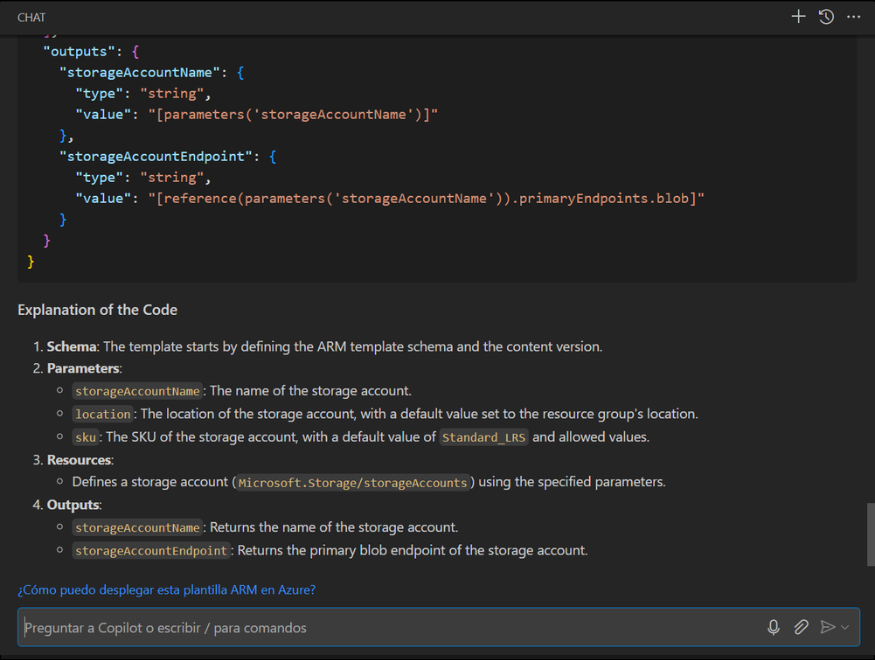 CHAT
"outputs": {
"storageAccountName": {
"type": "string",
"value": "[parameters('storageAccountName')]"
},
"storageAccountEndpoint": {
"type": "string",
"value": "[reference(parameters('storageAccountName')).primaryEndpoints.blob]"
}
}
}
Explanation of the Code
1. Schema: The template starts by defining the ARM template schema and the content version.
2. Parameters:
storageAccountName: The name of the storage account.
location: The location of the storage account, with a default value set to the resource group's location.
sku: The SKU of the storage account, with a default value of Standard_LRS and allowed values.
3. Resources:
Defines a storage account (Microsoft.Storage/storageAccounts) using the specified parameters.
4. Outputs:
storageAccountName: Returns the name of the storage account.
storageAccountEndpoint: Returns the primary blob endpoint of the storage account.
¿Cómo puedo desplegar esta plantilla ARM en Azure?
Preguntar a Copilot o escribir / para comandos